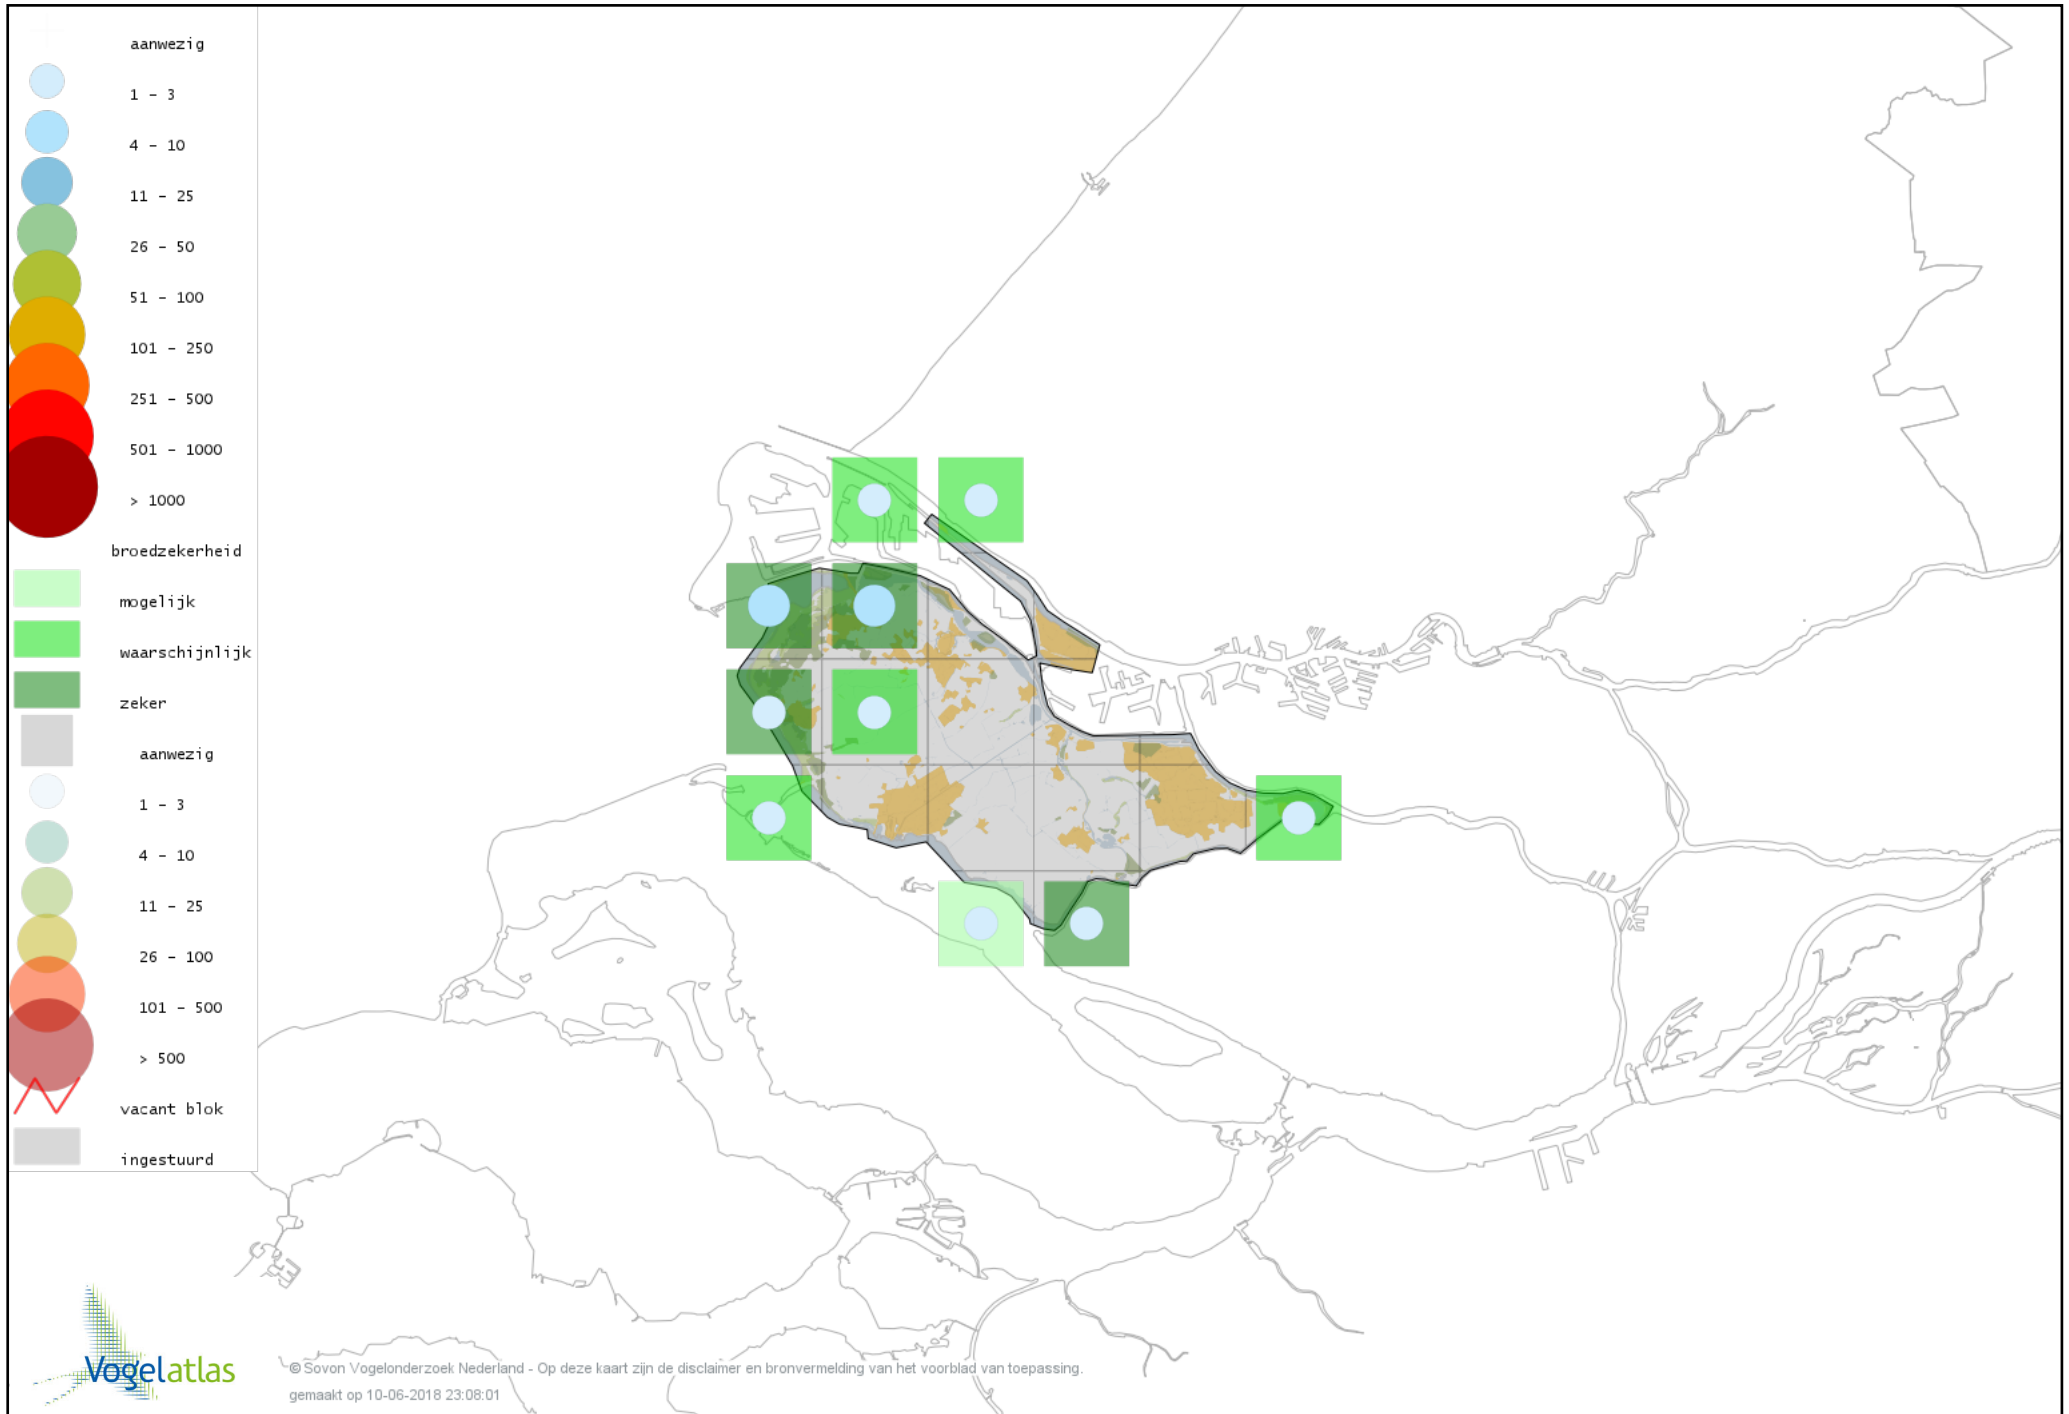 aanwezig
1 - 3
4 - 10
11 - 25
26 - 50
51 - 100
101 - 250
251 - 500
501 - 1000
> 1000
broedzekerheid
mogelijk
waarschijnlijk
zeker
aanwezig
1 - 3
4 - 10
11 - 25
26 - 100
101 - 500
> 500
vacant blok
ingestuurd
Vogelatlas
© Sovon Vogelonderzoek Nederland - Op deze kaart zijn de disclaimer en bronvermelding van het voorblad van toepassing.
gemaakt op 10-06-2018 23:08:01